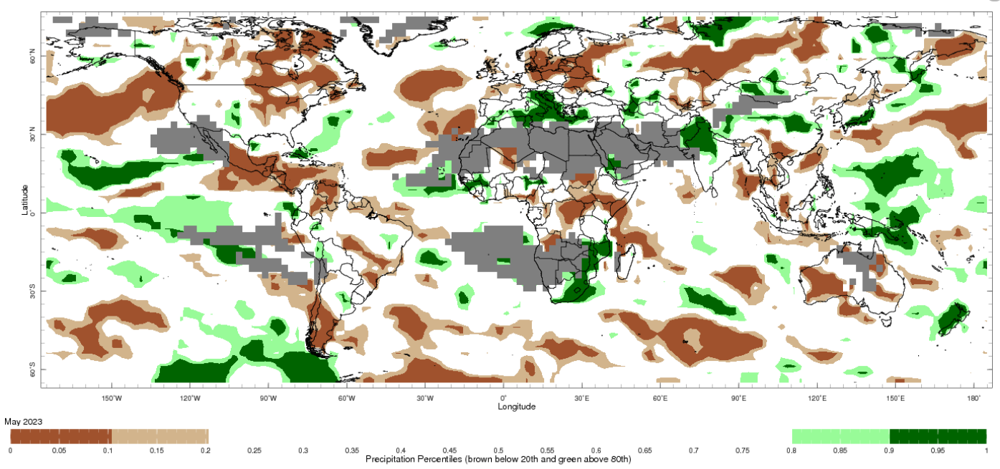 60°N
30°N
Latitude
0°
30°S
60°S
150°W 120°W 90°W 60°W 30°W 0° 30°E 60°E 90°E 120°E 150°E 180°
Longitude
May 2023
0 0.05 0.1 0.15 0.2 0.25 0.3 0.35 0.4 0.45 0.5 0.55 0.6 0.65 0.7 0.75 0.8 0.85 0.9 0.95 1
Precipitation Percentiles (brown below 20th and green above 80th)